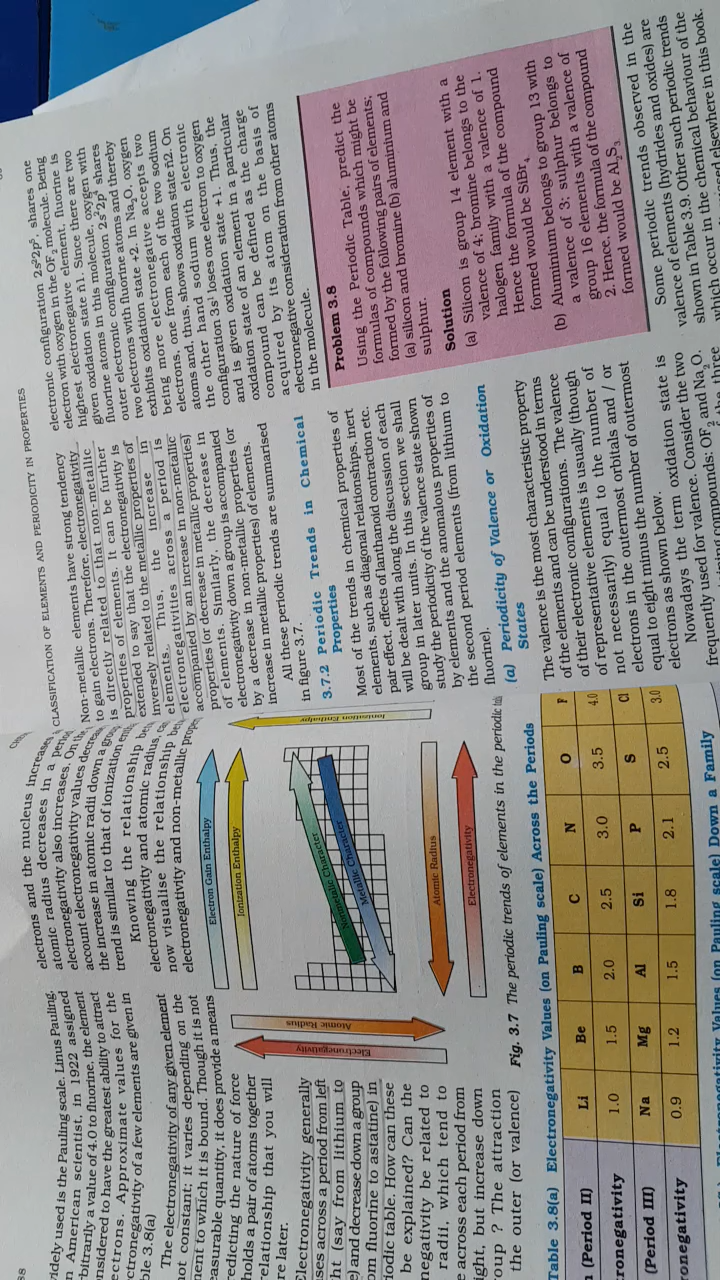 88
idely used is the Pauling scale. Linus Pauling,
American scientist, in 1922 assigned
bitrarily a value of 4.0 to fluorine, the element
nsidered to have the greatest ability to attract
ectrons. Approximate values for the
ctronegativity of a few elements are given in
ble 3.8(a)
The electronegativity of any given element
not constant; it varies depending on the
ment to which it is bound. Though it is not
easurable quantity, it does provide a means
redicting the nature of force
holds a pair of atoms together
relationship that you will
re later.
Electronegativity generally
ses across a period from left
ht (say from lithium to
e) and decrease down a group
om fluorine to astatine) in
iodic table. How can these
be explained? Can the
negativity be related to
radii, which tend to
e across each period from
ight, but increase down
roup ? The attraction
the outer (or valence)
electrons and the nucleus increases
atomic radius decreases in a
electronegativity also increases. On
account electronegativity values
the increase in atomic radii down a
trend is similar to that of ionization
Knowing the relationship
electronegativity and atomic radius,
now visualise the relationship
electronegativity and non-metallic
Electron Gain Enthalpy
Ionization Enthalpy
Ionization Enthalpy
Nonmetallic Character
Metallic Character
Atomic Radius
Electronegativity
Atomic Radius
Electronegativity
Fig. 3.7 The periodic trends of elements in the periodic
Table 3.8(a) Electronegativity Values (on Pauling scale) Across the Periods
(Period II) Li Be B C N O F
ronegativity 1.0 1.5 2.0 2.5 3.0 3.5 4.0
(Period III) Na Mg Al Si P S Cl
ronegativity 0.9 1.2 1.5 1.8 2.1 2.5 3.0
Electronegativity Values (on Pauling scale) Down a Family
CLASSIFICATION OF ELEMENTS AND PERIODICITY IN PROPERTIES
Non-metallic elements have strong tendency
to gain electrons. Therefore, electronegativity
is directly related to that non-metallic
properties of elements. It can be further
extended to say that the electronegativity is
inversely related to the metallic properties of
elements. Thus, the increase in
electronegativities across a period is
accompanied by an increase in non-metallic
properties (or decrease in metallic properties)
of elements. Similarly, the decrease in
electronegativity down a group is accompanied
by a decrease in non-metallic properties (or
increase in metallic properties) of elements.
All these periodic trends are summarised
in figure 3.7.
3.7.2 Periodic Trends in Chemical
Properties
Most of the trends in chemical properties of
elements, such as diagonal relationships, inert
pair effect, effects of lanthanoid contraction etc.
will be dealt with along the discussion of each
group in later units. In this section we shall
study the periodicity of the valence state shown
by elements and the anomalous properties of
the second period elements (from lithium to
fluorine).
(a) Periodicity of Valence or Oxidation
States
The valence is the most characteristic property
of the elements and can be understood in terms
of their electronic configurations. The valence
of representative elements is usually (though
not necessarily) equal to the number of
electrons in the outermost orbitals and / or
equal to eight minus the number of outermost
electrons as shown below.
Nowadays the term oxidation state is
frequently used for valence. Consider the two
compounds: OF₂ and Na₂O.
three
electronic configuration 2s²2p⁵, shares one
electron with oxygen in the OF₂ molecule. Being
highest electronegative element, fluorine is
given oxidation state ñ1. Since there are two
fluorine atoms in this molecule, oxygen with
outer electronic configuration 2s²2p⁴ shares
two electrons with fluorine atoms and thereby
exhibits oxidation state +2. In Na₂O, oxygen
being more electronegative accepts two
electrons, one from each of the two sodium
atoms and, thus, shows oxidation state ñ2. On
the other hand sodium with electronic
configuration 3s¹ loses one electron to oxygen
and is given oxidation state +1. Thus, the
oxidation state of an element in a particular
compound can be defined as the charge
acquired by its atom on the basis of
electronegative consideration from other atoms
in the molecule.
Problem 3.8
Using the Periodic Table, predict the
formulas of compounds which might be
formed by the following pairs of elements;
(a) silicon and bromine (b) aluminium and
sulphur.
Solution
(a) Silicon is group 14 element with a
valence of 4; bromine belongs to the
halogen family with a valence of 1.
Hence the formula of the compound
formed would be SiBr₄.
(b) Aluminium belongs to group 13 with
a valence of 3; sulphur belongs to
group 16 elements with a valence of
2. Hence, the formula of the compound
formed would be Al₂S₃.
Some periodic trends observed in the
valence of elements (hydrides and oxides) are
shown in Table 3.9. Other such periodic trends
which occur in the chemical behaviour of the
elsewhere in this book.